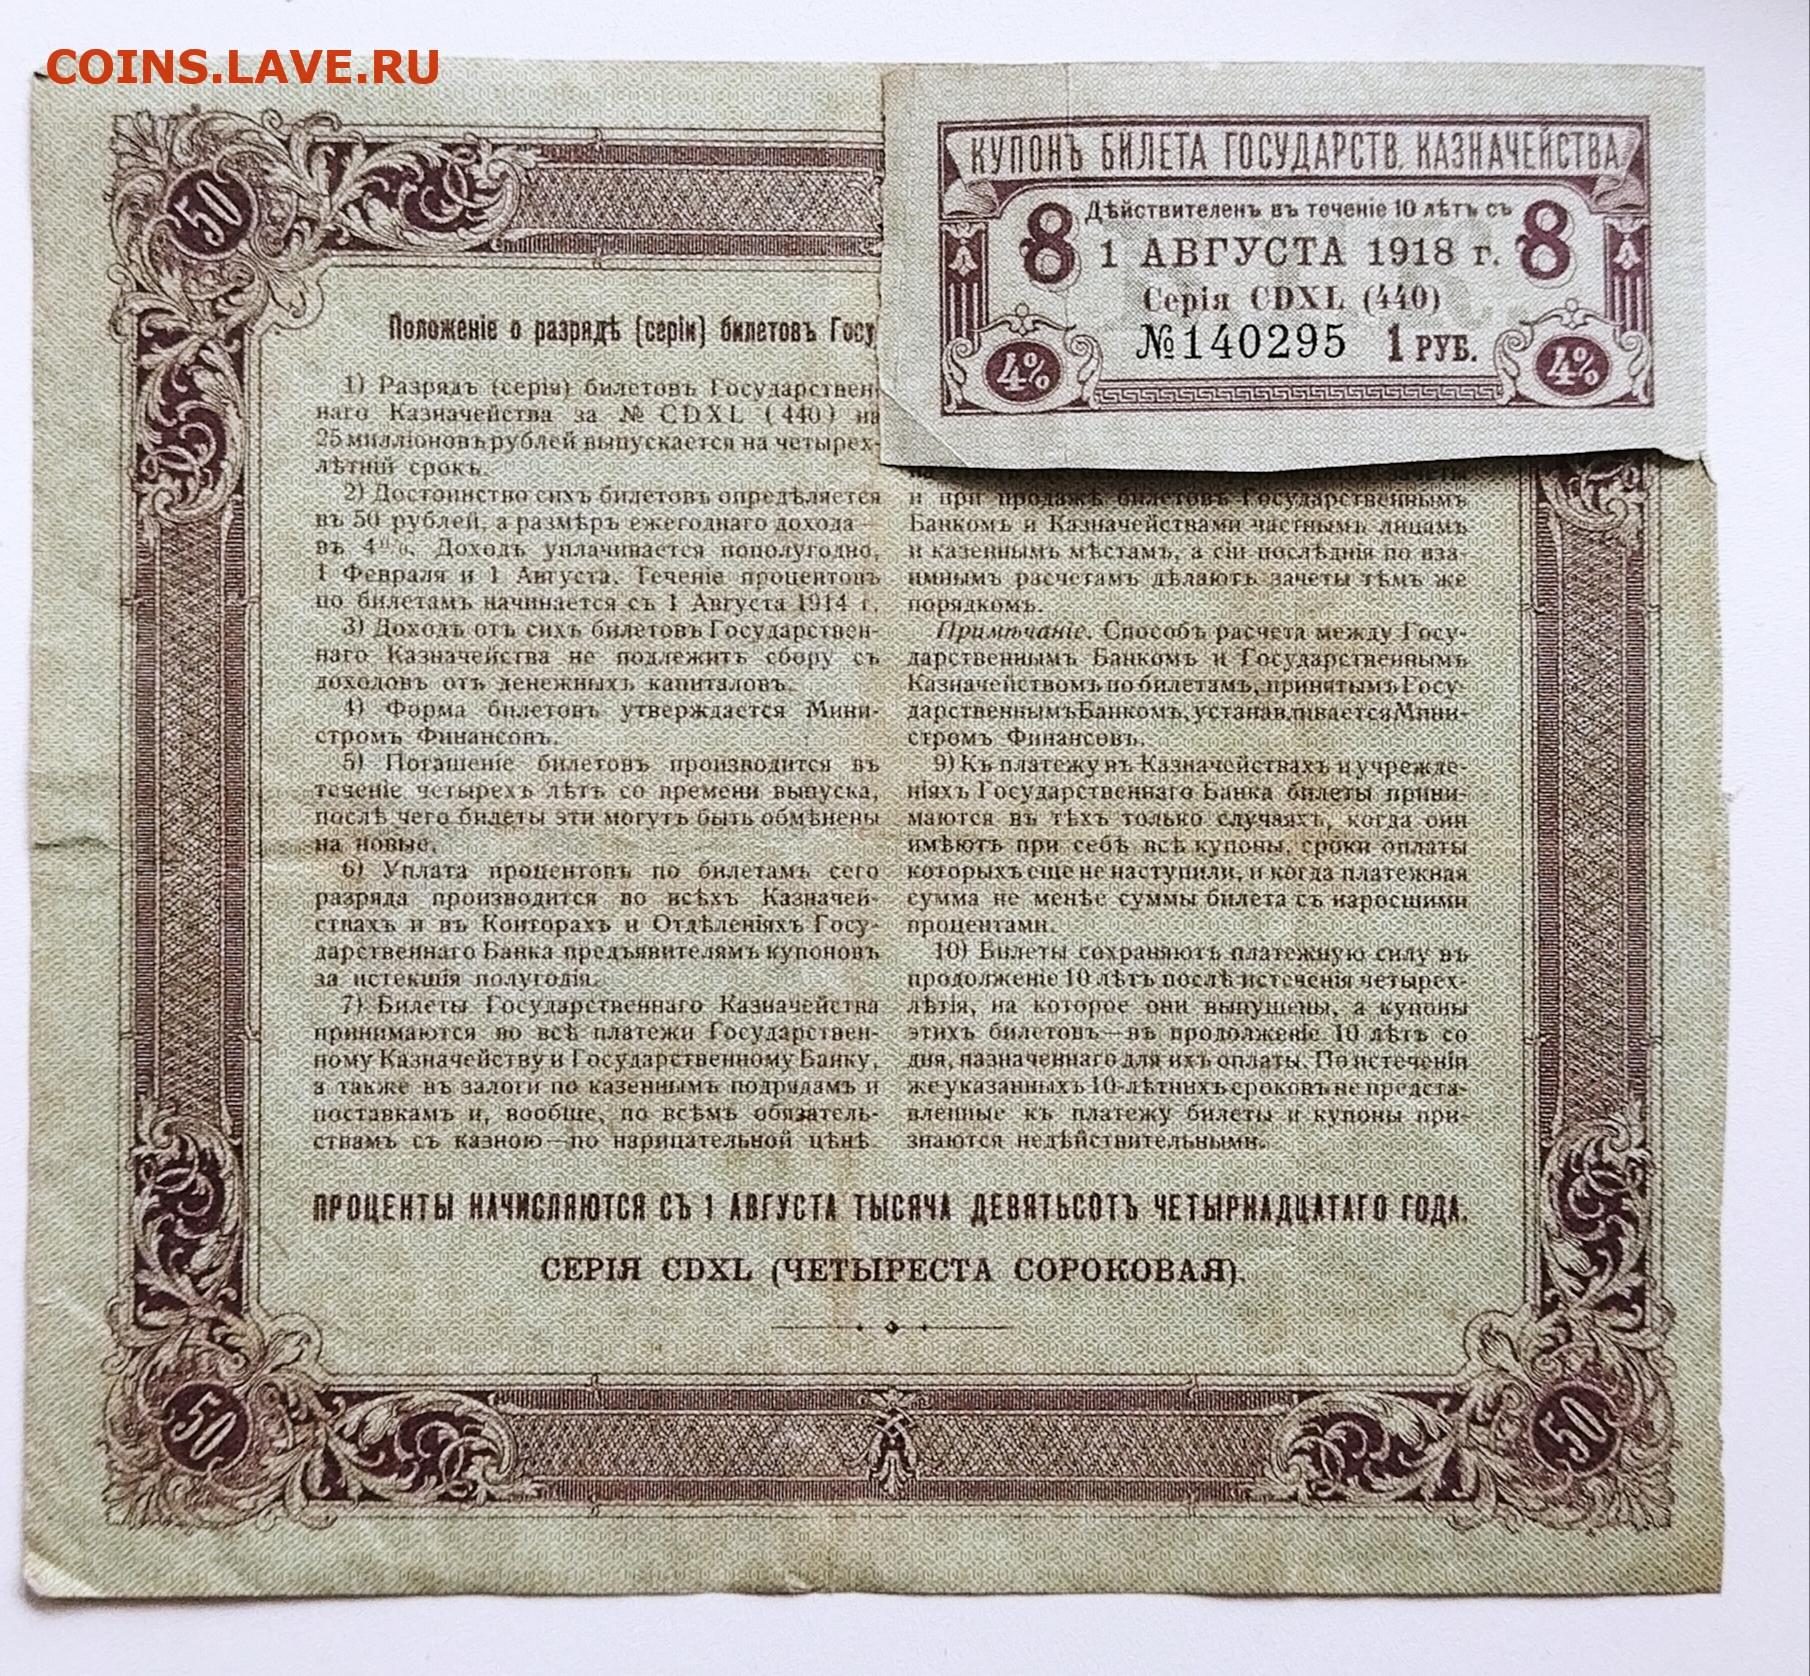 COINS.LAVE.RU
50
КУПОНЪ БИЛЕТА ГОСУДАРСТВ. КАЗНАЧЕЙСТВА.
8 Дѣйствителенъ въ теченіе 10 лѣтъ съ 8
1 АВГУСТА 1918 г.
Серія CDXL (440)
№140295 1 РУБ.
4% 4%
Положеніе о разрядѣ (серіи) билетовъ Госу
1) Разрядъ (серія) билетовъ Государствен-
наго Казначейства за № CDXL (440) на
25 милліоновъ рублей выпускается на четырех-
лѣтній срокъ.
2) Достоинство сихъ билетовъ опредѣляется
въ 50 рублей, а размѣръ ежегоднаго дохода —
въ 4%. Доходъ уплачивается пополугодно,
1 Февраля и 1 Августа. Теченіе процентовъ
по билетамъ начинается съ 1 Августа 1914 г.
3) Доходъ отъ сихъ билетовъ Государствен-
наго Казначейства не подлежитъ сбору съ
доходовъ отъ денежныхъ капиталовъ.
4) Форма билетовъ утверждается Мини-
стромъ Финансовъ.
5) Погашеніе билетовъ производится въ
теченіе четырехъ лѣтъ со времени выпуска,
послѣ чего билеты эти могутъ быть обмѣнены
на новые.
6) Уплата процентовъ по билетамъ сего
разряда производится во всѣхъ Казначей-
ствахъ и въ Конторахъ и Отдѣленіяхъ Госу-
дарственнаго Банка предъявителямъ купоновъ
за истекшія полугодія.
7) Билеты Государственнаго Казначейства
принимаются во всѣ платежи Государствен-
ному Казначейству и Государственному Банку,
а также въ залоги по казеннымъ подрядамъ и
поставкамъ и, вообще, по всѣмъ обязатель-
ствамъ съ казною—по нарицательной цѣнѣ.
и при продажѣ билетовъ Государственнымъ
Банкомъ и Казначействами частнымъ лицамъ
и казеннымъ мѣстамъ, а сіи послѣднія по вза-
имнымъ расчетамъ дѣлаютъ зачеты тѣмъ же
порядкомъ.
Примѣчаніе. Способъ расчета между Госу-
дарственнымъ Банкомъ и Государственнымъ
Казначействомъ по билетамъ, принятымъ Госу-
дарственнымъ Банкомъ, устанавливается Мини-
стромъ Финансовъ.
9) Къ платежу въ Казначействахъ и учрежде-
ніяхъ Государственнаго Банка билеты прини-
маются въ тѣхъ только случаяхъ, когда они
имѣютъ при себѣ всѣ купоны, сроки оплаты
которыхъ еще не наступили, и когда платежная
сумма не менѣе суммы билета съ наросшими
процентами.
10) Билеты сохраняютъ платежную силу въ
продолженіе 10 лѣтъ послѣ истеченія четырех-
лѣтія, на которое они выпущены, а купоны
этихъ билетовъ—въ продолженіе 10 лѣтъ со
дня, назначеннаго для ихъ оплаты. По истеченіи
же указанныхъ 10-лѣтнихъ сроковъ не предста-
вленные къ платежу билеты и купоны при-
знаются недѣйствительными.
ПРОЦЕНТЫ НАЧИСЛЯЮТСЯ СЪ 1 АВГУСТА ТЫСЯЧА ДЕВЯТЬСОТЪ ЧЕТЫРНАДЦАТАГО ГОДА.
СЕРІЯ CDXL (ЧЕТЫРЕСТА СОРОКОВАЯ).
50 50